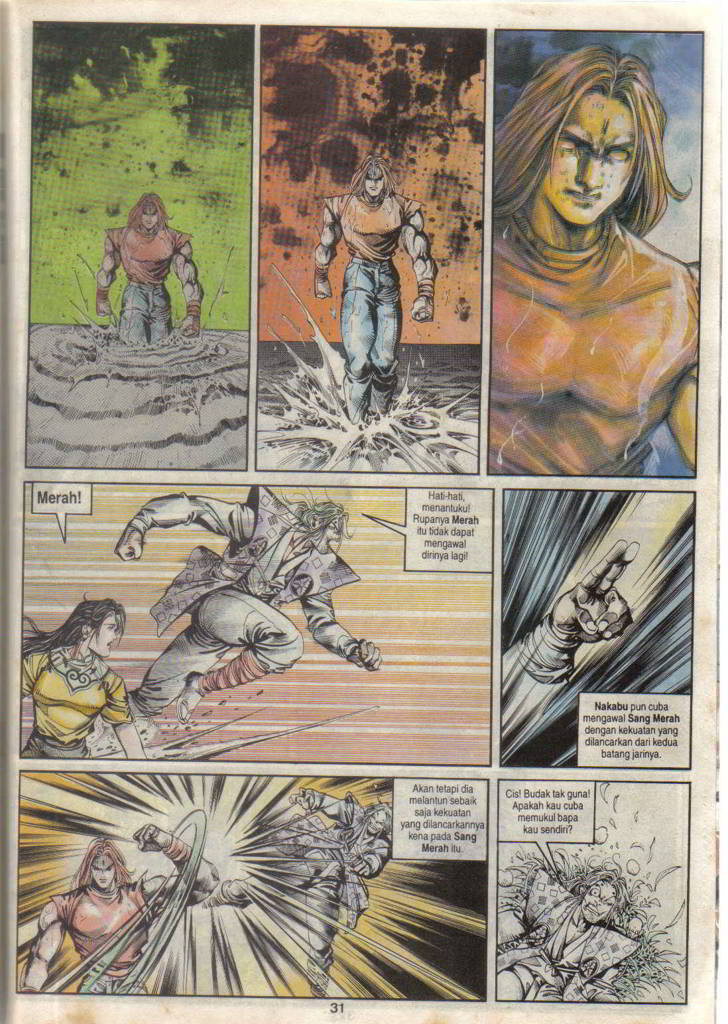 Merah!
Hati-hati,
menantuku!
Rupanya Merah
itu tidak dapat
mengawal
dirinya lagi!
Nakabu pun cuba
mengawal Sang Merah
dengan kekuatan yang
dilancarkan dari kedua
batang jarinya.
Akan tetapi dia
melantun sebaik
saja kekuatan
yang dilancarkannya
kena pada Sang
Merah itu.
Cis! Budak tak guna!
Apakah kau cuba
memukul bapa
kau sendiri?
31